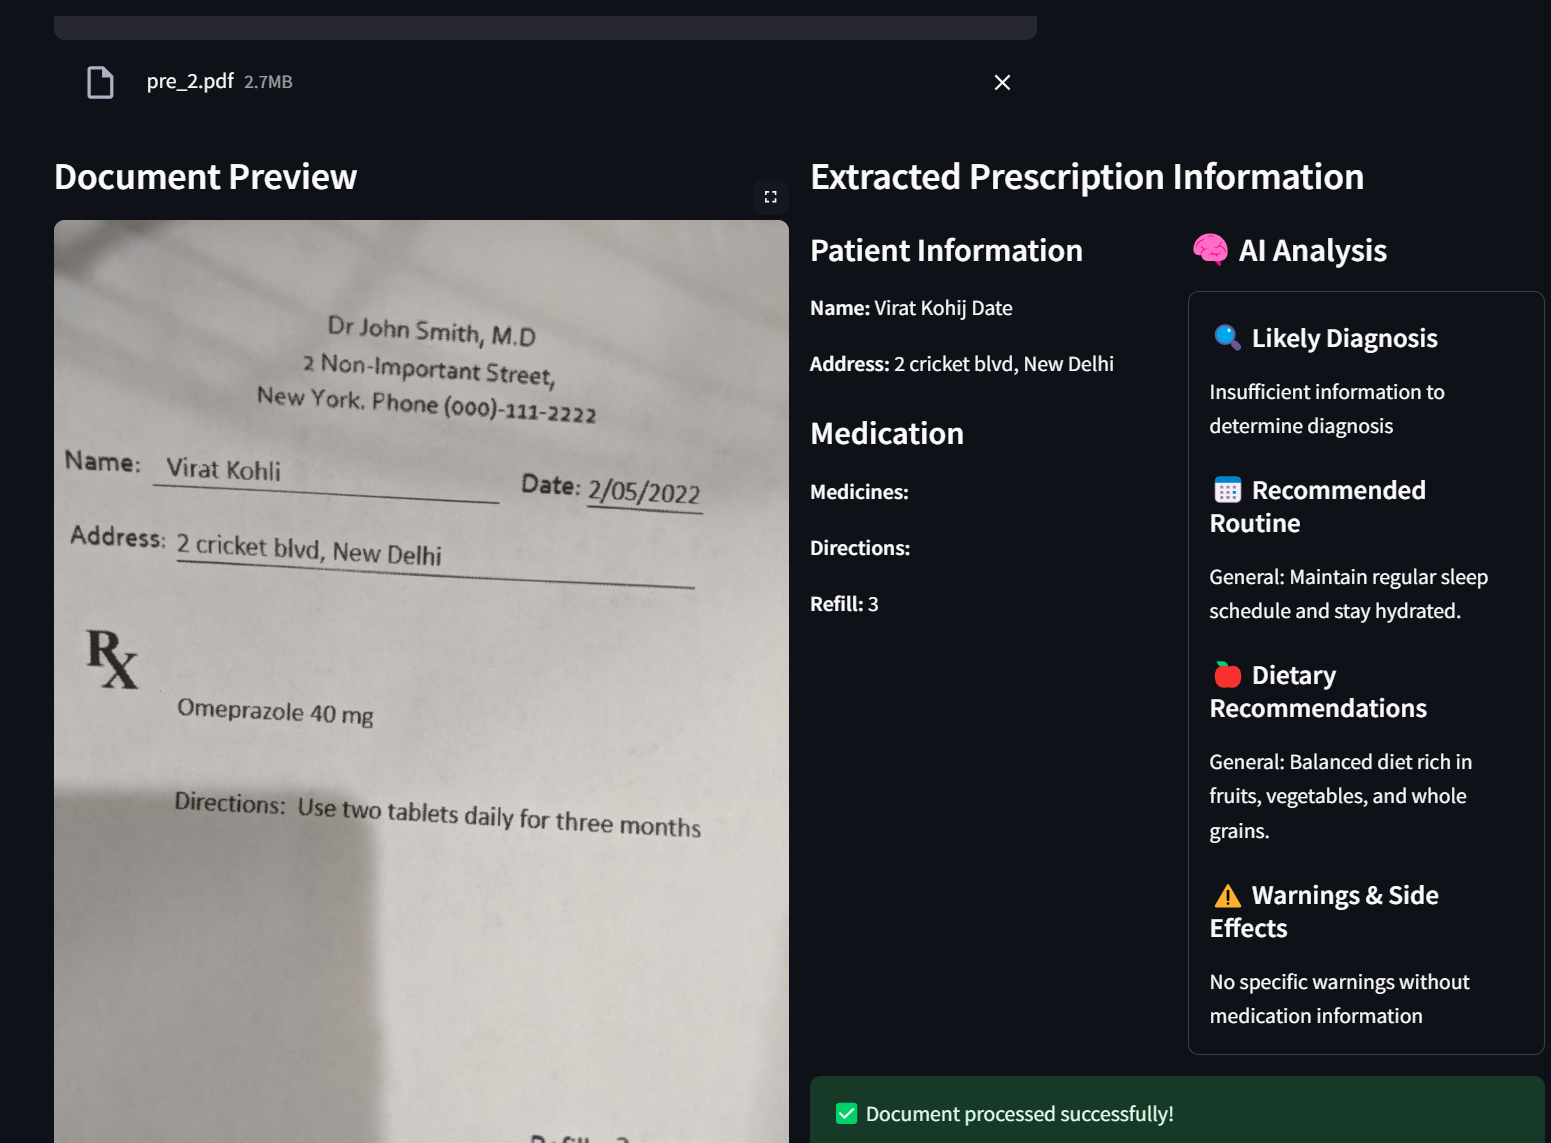 pre_2.pdf 2.7MB
Document Preview
Dr John Smith, M.D
2 Non-Important Street,
New York. Phone (000)-111-2222
Name: Virat Kohli Date: 2/05/2022
Address: 2 cricket blvd, New Delhi
Rx
Omeprazole 40 mg
Directions: Use two tablets daily for three months
Extracted Prescription Information
Patient Information
Name: Virat Kohij Date
Address: 2 cricket blvd, New Delhi
Medication
Medicines:
Directions:
Refill: 3
AI Analysis
Likely Diagnosis
Insufficient information to
determine diagnosis
Recommended
Routine
General: Maintain regular sleep
schedule and stay hydrated.
Dietary
Recommendations
General: Balanced diet rich in
fruits, vegetables, and whole
grains.
Warnings & Side
Effects
No specific warnings without
medication information
Document processed successfully!